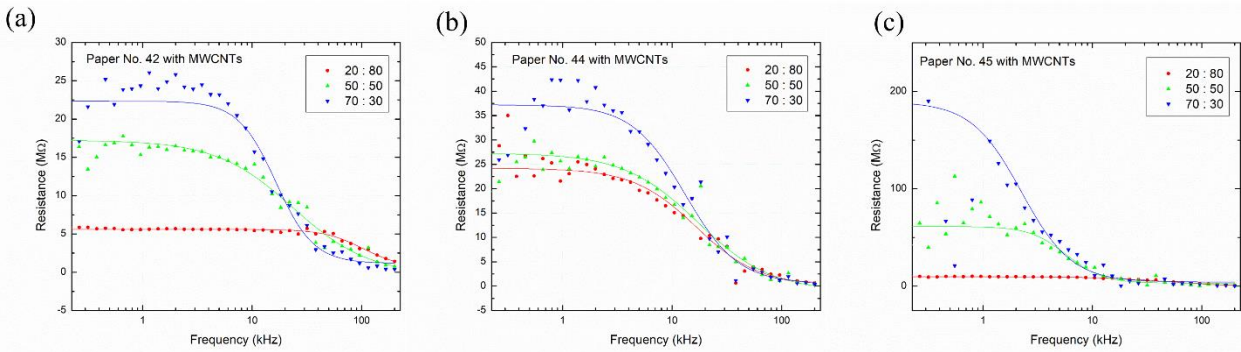 (a)
Paper No. 42 with MWCNTs
20 : 80
50 : 50
70 : 30
Resistance (MΩ)
30
25
20
15
10
5
0
-5
1
10
100
Frequency (kHz)
(b)
Paper No. 44 with MWCNTs
20 : 80
50 : 50
70 : 30
Resistance (MΩ)
50
45
40
35
30
25
20
15
10
5
0
-5
1
10
100
Frequency (kHz)
(c)
Paper No. 45 with MWCNTs
20 : 80
50 : 50
70 : 30
Resistance (MΩ)
200
100
0
1
10
100
Frequency (kHz)